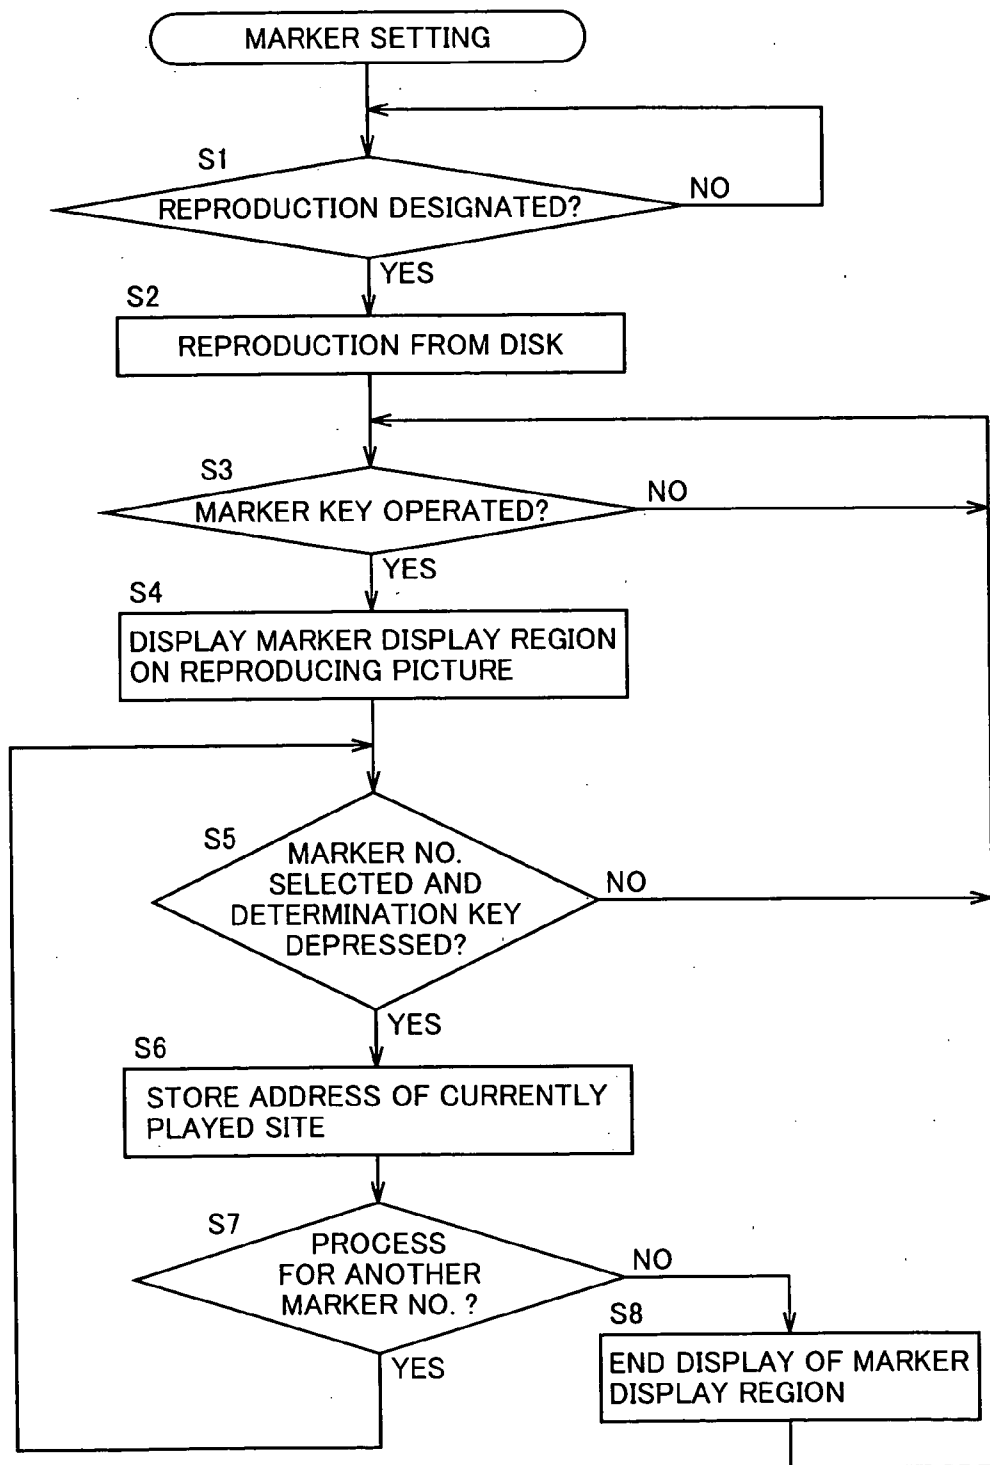 MARKER SETTING
S1
REPRODUCTION DESIGNATED?
NO
YES
S2
REPRODUCTION FROM DISK
S3
MARKER KEY OPERATED?
NO
YES
S4
DISPLAY MARKER DISPLAY REGION
ON REPRODUCING PICTURE
S5
MARKER NO.
SELECTED AND
DETERMINATION KEY
DEPRESSED?
NO
YES
S6
STORE ADDRESS OF CURRENTLY
PLAYED SITE
S7
PROCESS
FOR ANOTHER
MARKER NO. ?
NO
YES
S8
END DISPLAY OF MARKER
DISPLAY REGION